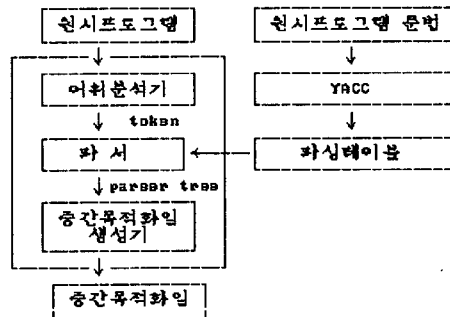 원시프로그램
원시프로그램 문법
어휘분석기
YACC
token
파 서
파싱테이블
parser tree
중간목적화일
생성기
중간목적화일